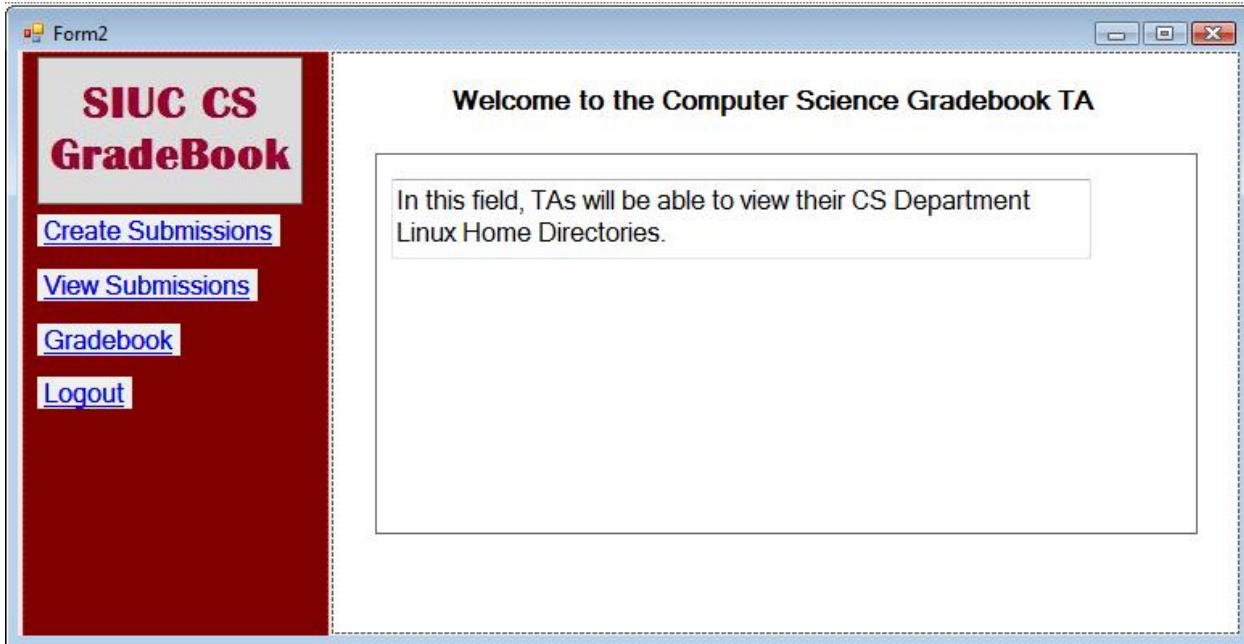 Form2
SIUC CS
GradeBook
Create Submissions
View Submissions
Gradebook
Logout
Welcome to the Computer Science Gradebook TA
In this field, TAs will be able to view their CS Department
Linux Home Directories.